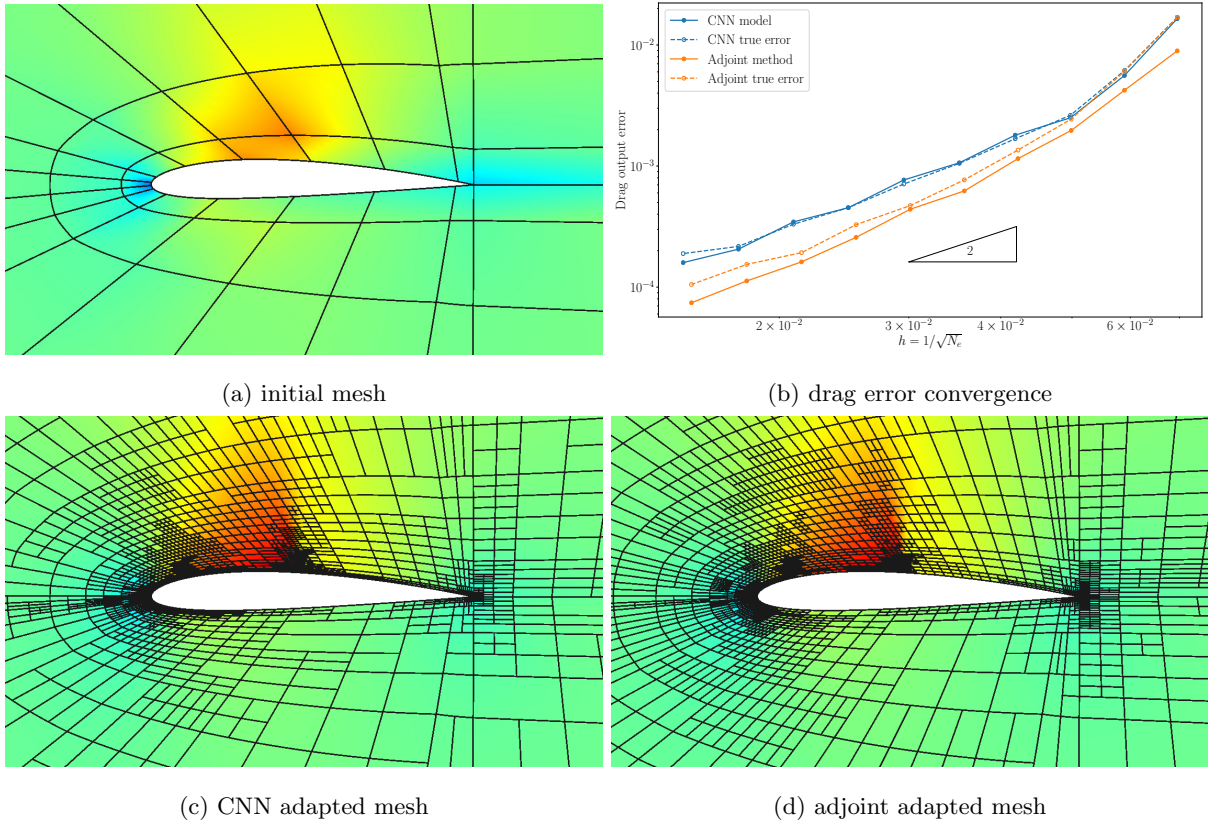 CNN model
CNN true error
Adjoint method
Adjoint true error
10⁻²
10⁻³
10⁻⁴
Drag output error
2
2 × 10⁻²
3 × 10⁻²
4 × 10⁻²
6 × 10⁻²
h = 1/√Nₑ
(a) initial mesh
(b) drag error convergence
(c) CNN adapted mesh
(d) adjoint adapted mesh